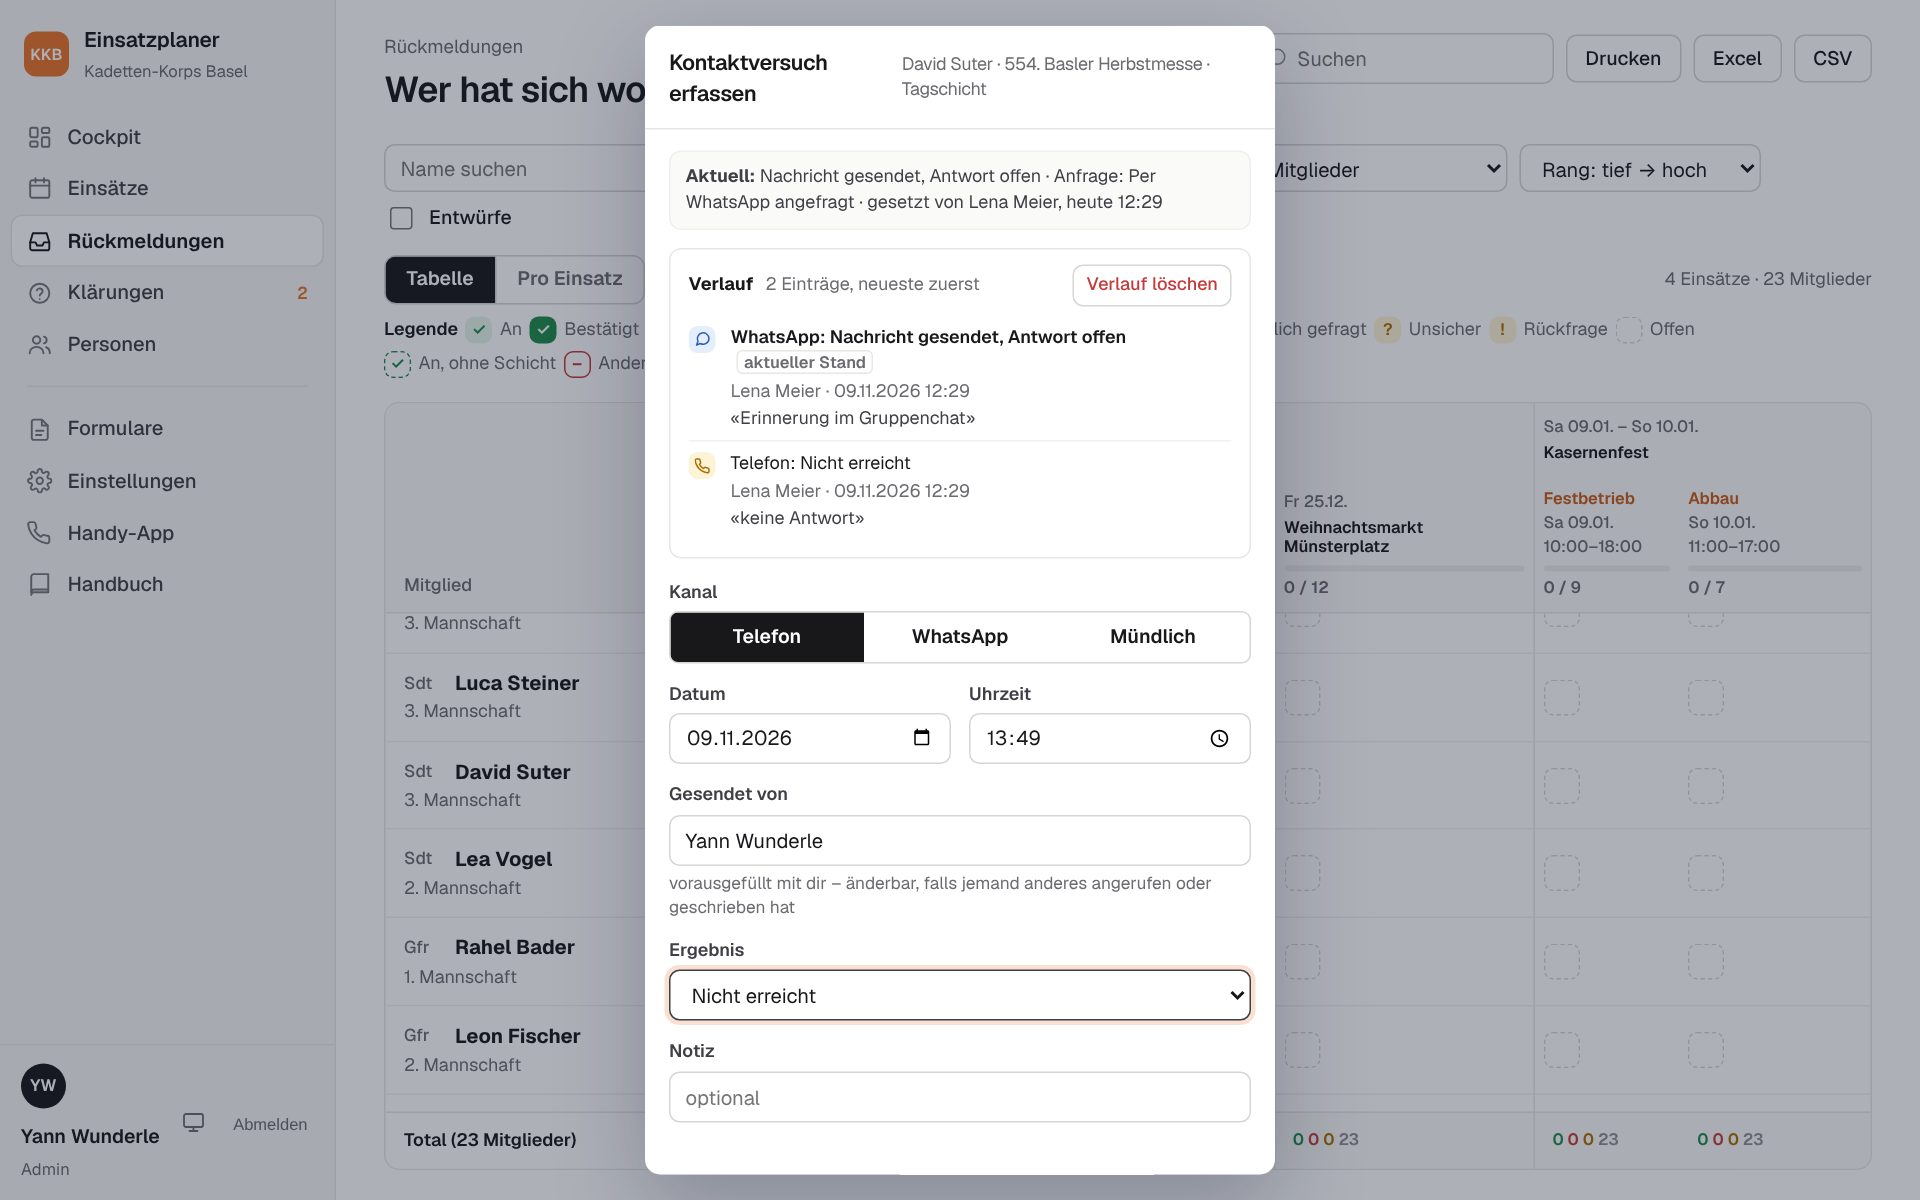 KKB
Einsatzplaner
Kadetten-Korps Basel
Cockpit
Einsätze
Rückmeldungen
Klärungen 2
Personen
Formulare
Einstellungen
Handy-App
Handbuch
YW
Yann Wunderle
Admin
Abmelden
Rückmeldungen
Wer hat sich wo
Suchen
Drucken
Excel
CSV
Name suchen
Mitglieder
Rang: tief → hoch
Entwürfe
Tabelle Pro Einsatz
4 Einsätze · 23 Mitglieder
Legende An Bestätigt
lich gefragt ? Unsicher ! Rückfrage Offen
An, ohne Schicht Ander
Mitglied
Fr 25.12.
Weihnachtsmarkt
Münsterplatz
0 / 12
Sa 09.01. – So 10.01.
Kasernenfest
Festbetrieb
Sa 09.01.
10:00–18:00
0 / 9
Abbau
So 10.01.
11:00–17:00
0 / 7
3. Mannschaft
Sdt Luca Steiner
3. Mannschaft
Sdt David Suter
3. Mannschaft
Sdt Lea Vogel
2. Mannschaft
Gfr Rahel Bader
1. Mannschaft
Gfr Leon Fischer
2. Mannschaft
Total (23 Mitglieder)
0 0 0 23
0 0 0 23
0 0 0 23
Kontaktversuch
erfassen
David Suter · 554. Basler Herbstmesse ·
Tagschicht
Aktuell: Nachricht gesendet, Antwort offen · Anfrage: Per
WhatsApp angefragt · gesetzt von Lena Meier, heute 12:29
Verlauf 2 Einträge, neueste zuerst
Verlauf löschen
WhatsApp: Nachricht gesendet, Antwort offen
aktueller Stand
Lena Meier · 09.11.2026 12:29
«Erinnerung im Gruppenchat»
Telefon: Nicht erreicht
Lena Meier · 09.11.2026 12:29
«keine Antwort»
Kanal
Telefon WhatsApp Mündlich
Datum
09.11.2026
Uhrzeit
13:49
Gesendet von
Yann Wunderle
vorausgefüllt mit dir – änderbar, falls jemand anderes angerufen oder
geschrieben hat
Ergebnis
Nicht erreicht
Notiz
optional